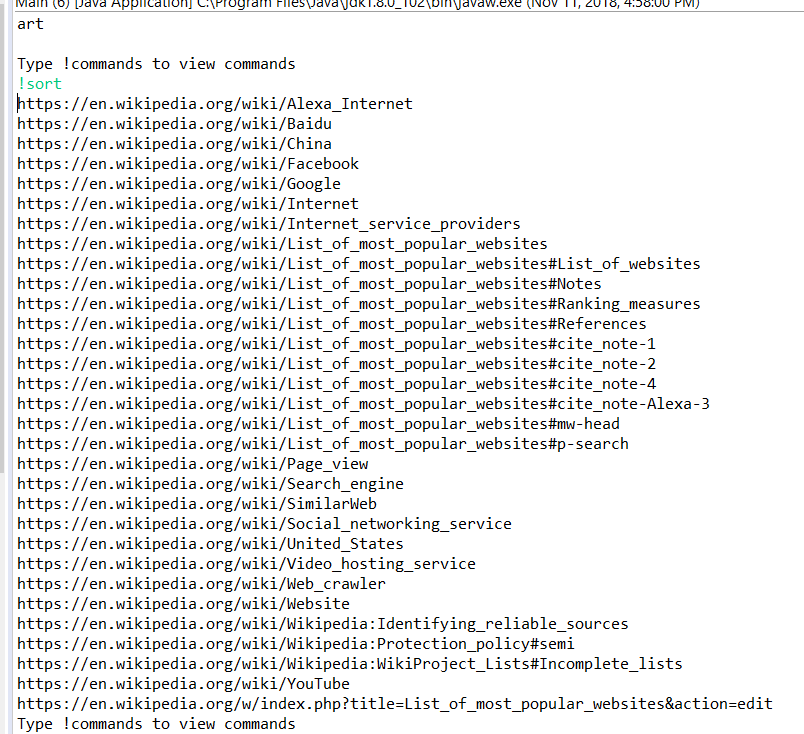 Main (6) [Java Application] C:\Program Files\Java\jdk1.8.0_102\bin\javaw.exe (Nov 11, 2018, 4:58:00 PM)
art
Type !commands to view commands
!sort
https://en.wikipedia.org/wiki/Alexa_Internet
https://en.wikipedia.org/wiki/Baidu
https://en.wikipedia.org/wiki/China
https://en.wikipedia.org/wiki/Facebook
https://en.wikipedia.org/wiki/Google
https://en.wikipedia.org/wiki/Internet
https://en.wikipedia.org/wiki/Internet_service_providers
https://en.wikipedia.org/wiki/List_of_most_popular_websites
https://en.wikipedia.org/wiki/List_of_most_popular_websites#List_of_websites
https://en.wikipedia.org/wiki/List_of_most_popular_websites#Notes
https://en.wikipedia.org/wiki/List_of_most_popular_websites#Ranking_measures
https://en.wikipedia.org/wiki/List_of_most_popular_websites#References
https://en.wikipedia.org/wiki/List_of_most_popular_websites#cite_note-1
https://en.wikipedia.org/wiki/List_of_most_popular_websites#cite_note-2
https://en.wikipedia.org/wiki/List_of_most_popular_websites#cite_note-4
https://en.wikipedia.org/wiki/List_of_most_popular_websites#cite_note-Alexa-3
https://en.wikipedia.org/wiki/List_of_most_popular_websites#mw-head
https://en.wikipedia.org/wiki/List_of_most_popular_websites#p-search
https://en.wikipedia.org/wiki/Page_view
https://en.wikipedia.org/wiki/Search_engine
https://en.wikipedia.org/wiki/SimilarWeb
https://en.wikipedia.org/wiki/Social_networking_service
https://en.wikipedia.org/wiki/United_States
https://en.wikipedia.org/wiki/Video_hosting_service
https://en.wikipedia.org/wiki/Web_crawler
https://en.wikipedia.org/wiki/Website
https://en.wikipedia.org/wiki/Wikipedia:Identifying_reliable_sources
https://en.wikipedia.org/wiki/Wikipedia:Protection_policy#semi
https://en.wikipedia.org/wiki/Wikipedia:WikiProject_Lists#Incomplete_lists
https://en.wikipedia.org/wiki/YouTube
https://en.wikipedia.org/w/index.php?title=List_of_most_popular_websites&action=edit
Type !commands to view commands